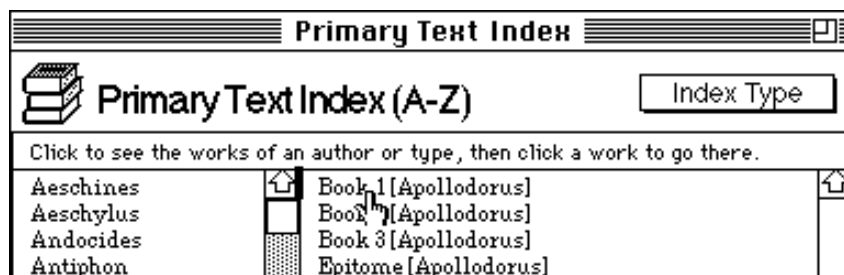 Primary Text Index
Primary Text Index (A-Z)
Index Type
Click to see the works of an author or type, then click a work to go there.
Aeschines
Aeschylus
Andocides
Antiphon
Book 1 [Apollodorus]
[Apollodorus]
Book 3 [Apollodorus]
Epitome [Apollodorus]